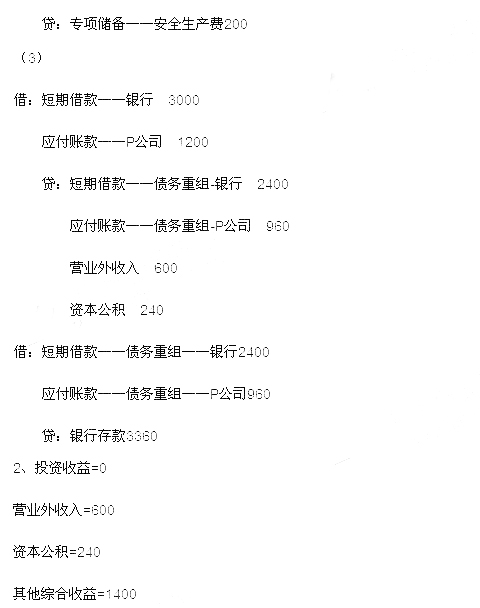 贷：专项储备——安全生产费200
（3）
借：短期借款——银行 3000
应付账款——P公司 1200
贷：短期借款——债务重组-银行 2400
应付账款——债务重组-P公司 960
营业外收入 600
资本公积 240
借：短期借款——债务重组——银行2400
应付账款——债务重组——P公司960
贷：银行存款3360
2、投资收益=0
营业外收入=600
资本公积=240
其他综合收益=1400